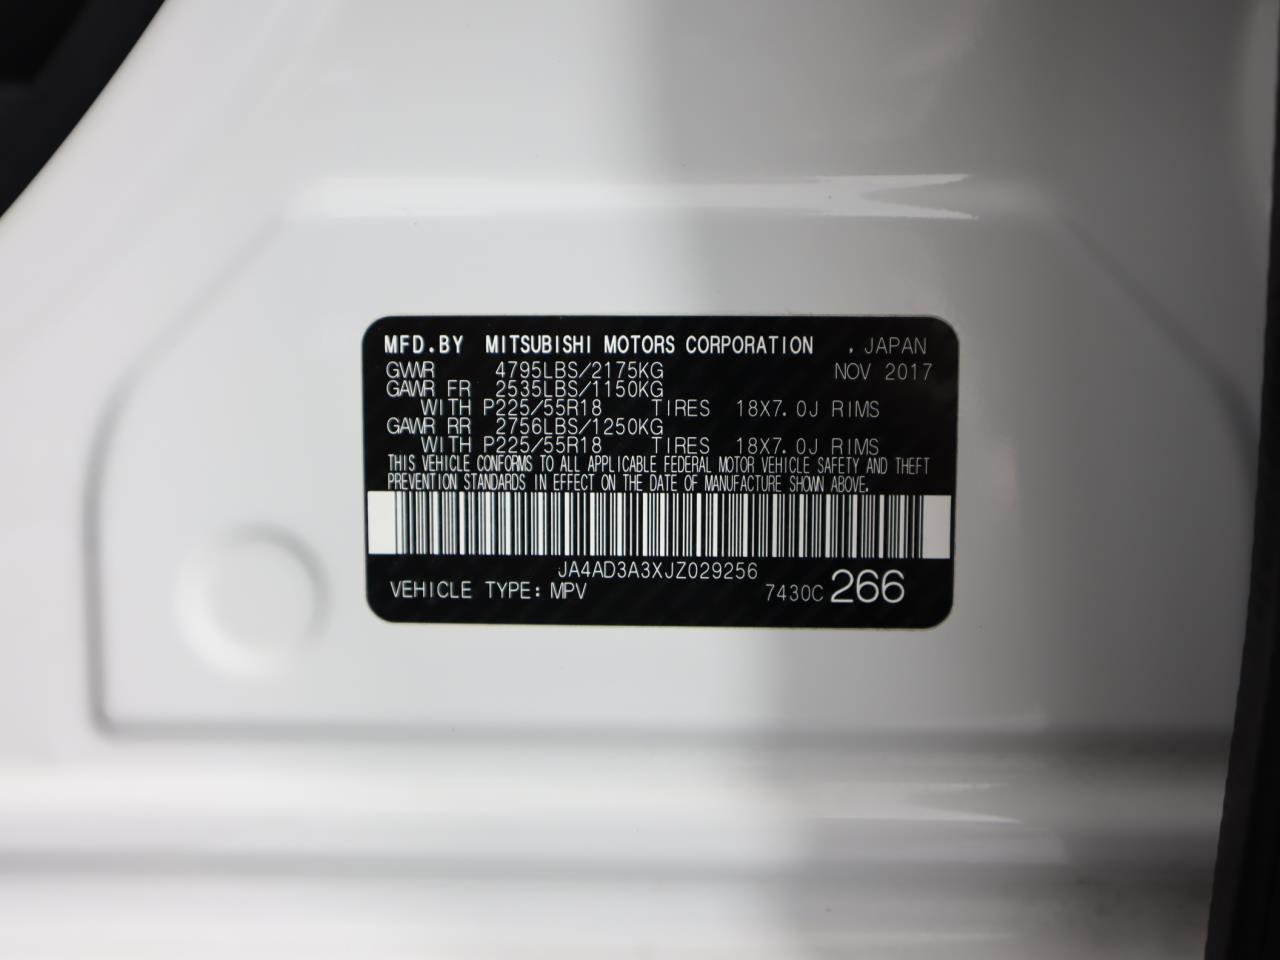 MFD.BY MITSUBISHI MOTORS CORPORATION , JAPAN
GVWR 4795LBS/2175KG NOV 2017
GAWR FR 2535LBS/1150KG
WITH P225/55R18 TIRES 18X7.0J RIMS
GAWR RR 2756LBS/1250KG
WITH P225/55R18 TIRES 18X7.0J RIMS
THIS VEHICLE CONFORMS TO ALL APPLICABLE FEDERAL MOTOR VEHICLE SAFETY AND THEFT
PREVENTION STANDARDS IN EFFECT ON THE DATE OF MANUFACTURE SHOWN ABOVE.
JA4AD3A3XJZ029256
VEHICLE TYPE: MPV 7430C 266